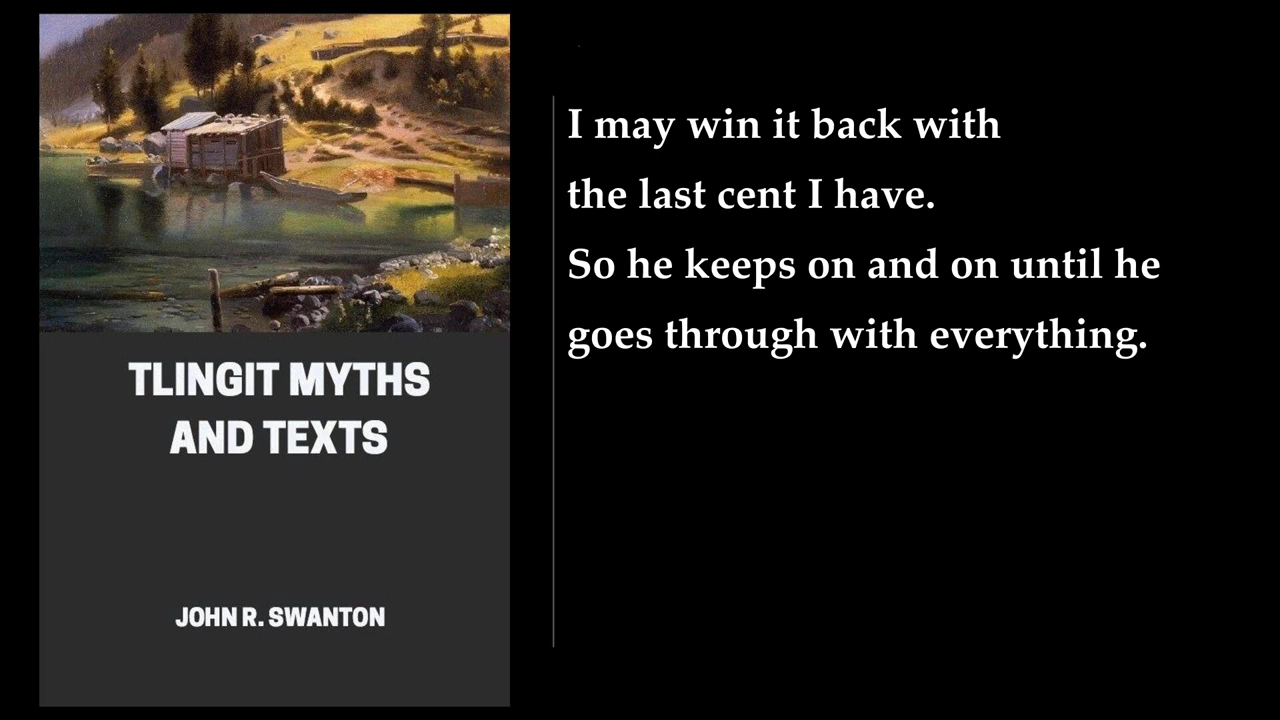 TLINGIT MYTHS
AND TEXTS
JOHN R. SWANTON
I may win it back with
the last cent I have.
So he keeps on and on until he
goes through with everything.